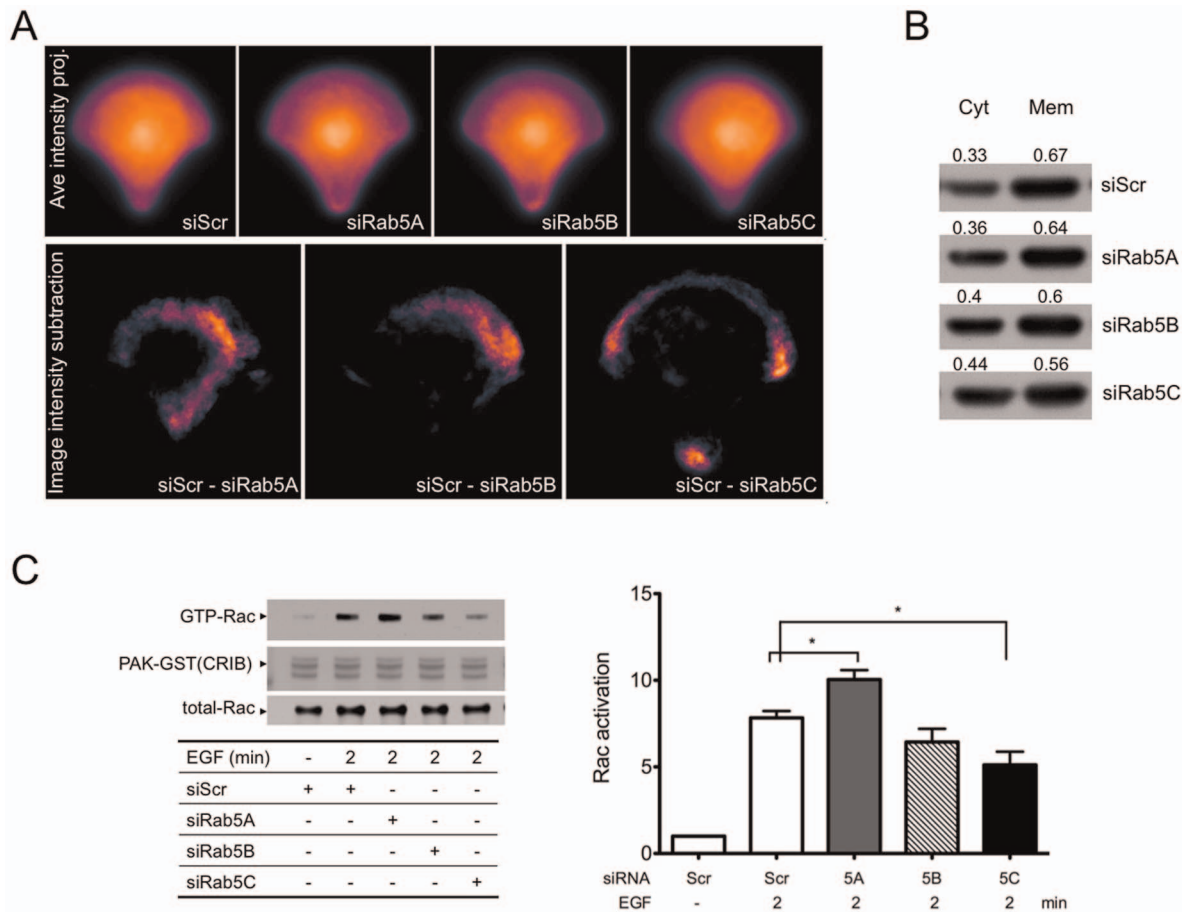 A
Ave intensity proj.
siScr
siRab5A
siRab5B
siRab5C
Image intensity subtraction
siScr - siRab5A
siScr - siRab5B
siScr - siRab5C
B
Cyt Mem
0.33 0.67
siScr
0.36 0.64
siRab5A
0.4 0.6
siRab5B
0.44 0.56
siRab5C
C
GTP-Rac
PAK-GST(CRIB)
total-Rac
EGF (min) - 2 2 2 2
siScr + + - - -
siRab5A - - + - -
siRab5B - - - + -
siRab5C - - - - +
Rac activation
15
10
5
0
* *
siRNA Scr Scr 5A 5B 5C
EGF - 2 2 2 2 min